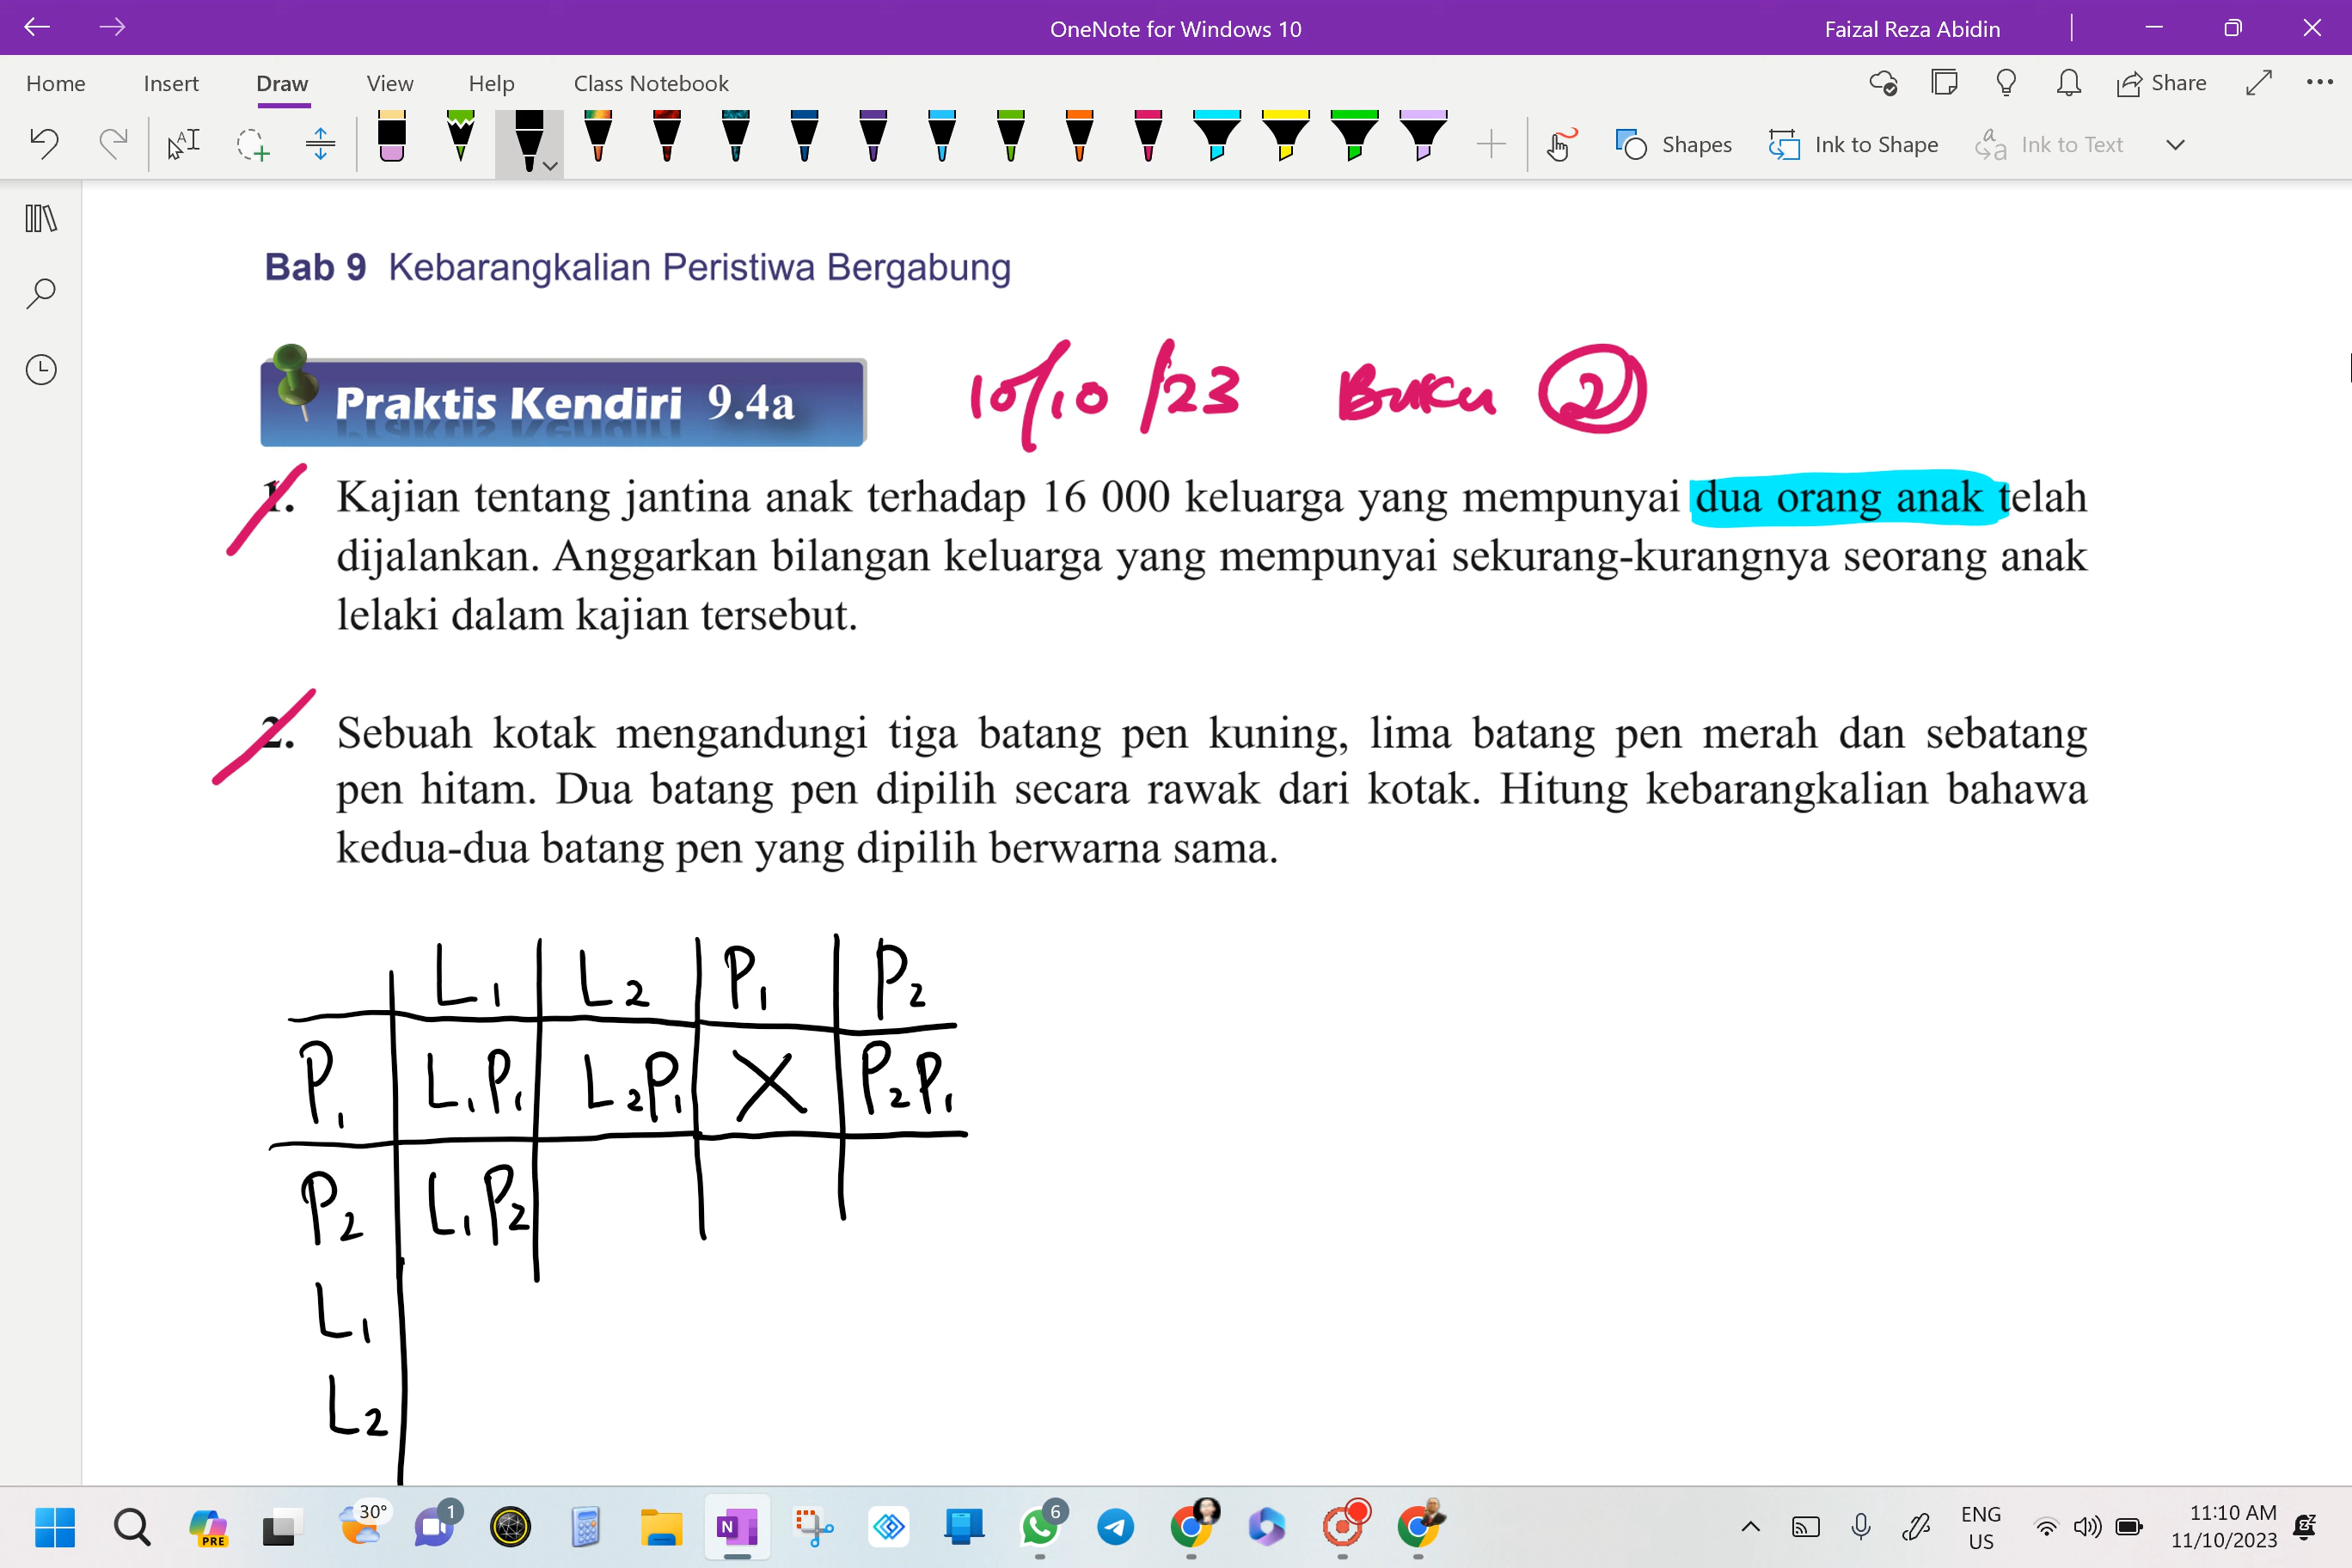 OneNote for Windows 10
Faizal Reza Abidin
Home Insert Draw View Help Class Notebook
Share
Shapes Ink to Shape Ink to Text
Bab 9 Kebarangkalian Peristiwa Bergabung
Praktis Kendiri 9.4a
10/10/23 Buku 2
1. Kajian tentang jantina anak terhadap 16 000 keluarga yang mempunyai dua orang anak telah
dijalankan. Anggarkan bilangan keluarga yang mempunyai sekurang-kurangnya seorang anak
lelaki dalam kajian tersebut.
2. Sebuah kotak mengandungi tiga batang pen kuning, lima batang pen merah dan sebatang
pen hitam. Dua batang pen dipilih secara rawak dari kotak. Hitung kebarangkalian bahawa
kedua-dua batang pen yang dipilih berwarna sama.
L1 L2 P1 P2
P1 L1P1 L2P1 X P2P1
P2 L1P2
L1
L2
PRE
30°
1
N
6
ENG
US
11:10 AM
11/10/2023